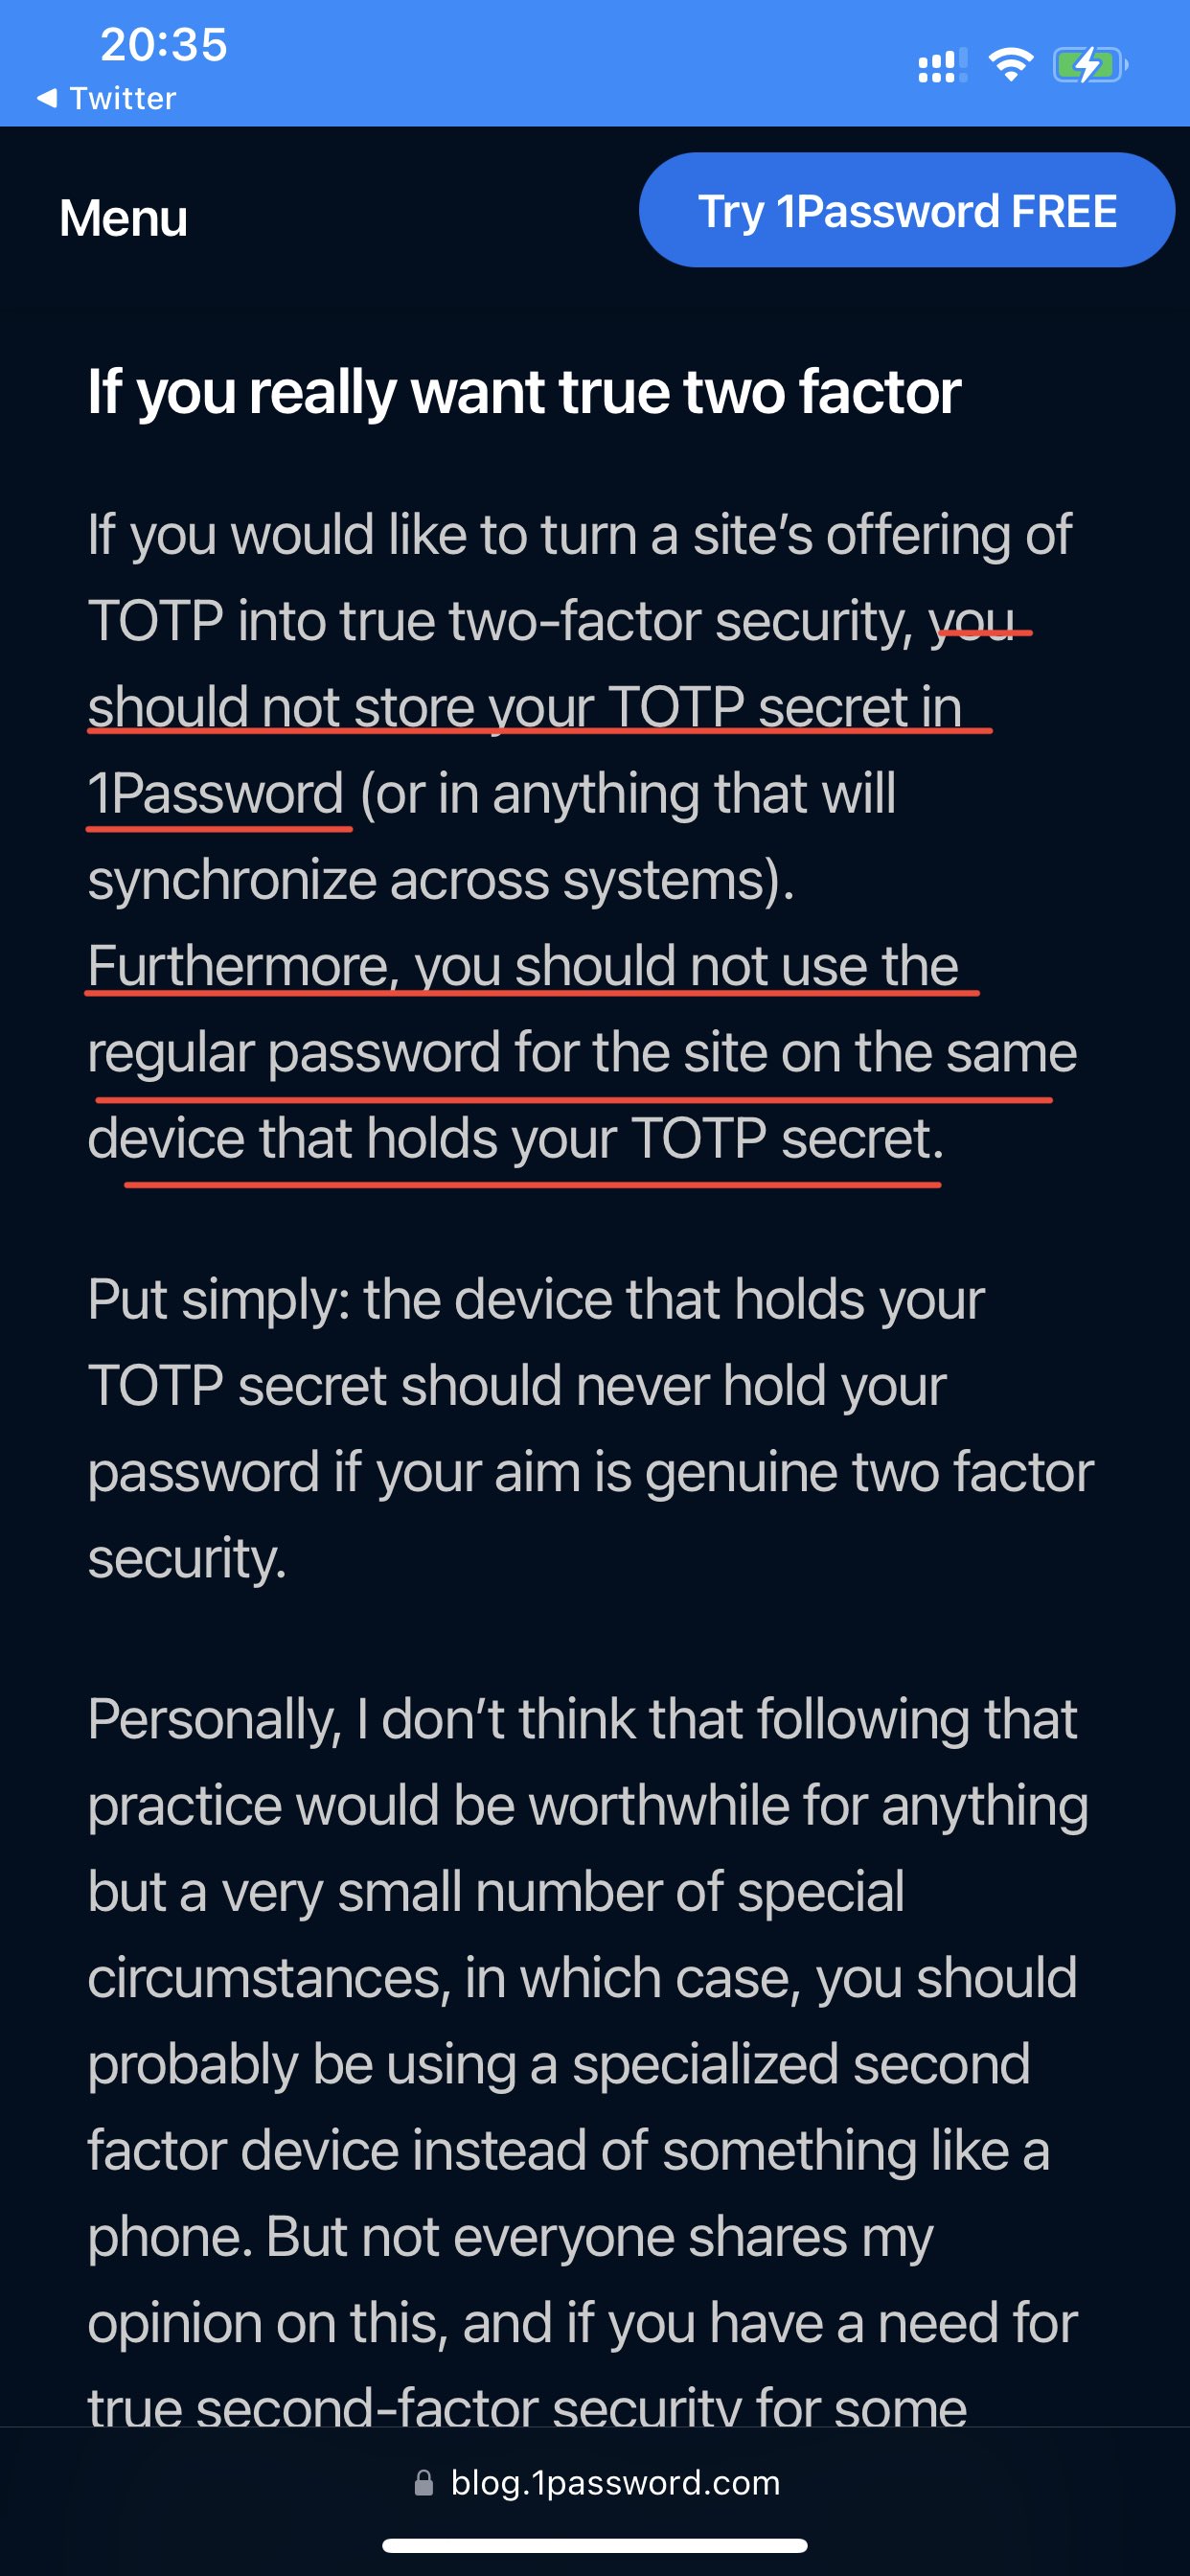 20:35
◀ Twitter
Menu
Try 1Password FREE
If you really want true two factor
If you would like to turn a site’s offering of
TOTP into true two-factor security, you
should not store your TOTP secret in
1Password (or in anything that will
synchronize across systems).
Furthermore, you should not use the
regular password for the site on the same
device that holds your TOTP secret.
Put simply: the device that holds your
TOTP secret should never hold your
password if your aim is genuine two factor
security.
Personally, I don’t think that following that
practice would be worthwhile for anything
but a very small number of special
circumstances, in which case, you should
probably be using a specialized second
factor device instead of something like a
phone. But not everyone shares my
opinion on this, and if you have a need for
true second-factor security for some
blog.1password.com